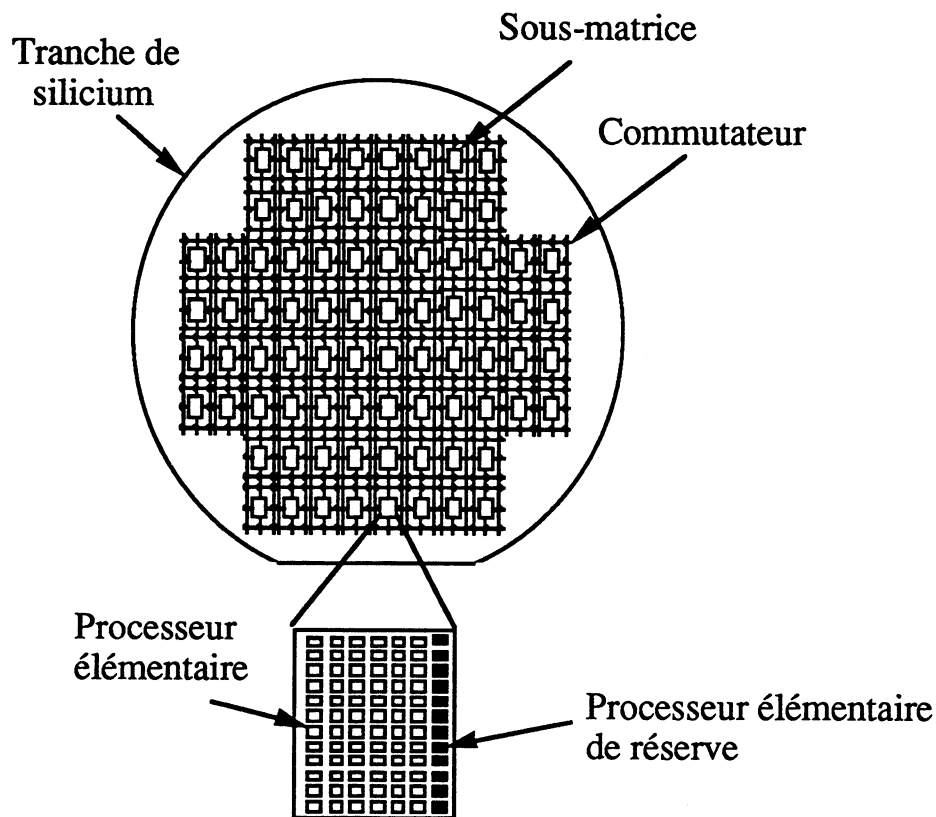 Sous-matrice
Tranche de
silicium
Commutateur
Processeur
élémentaire
Processeur élémentaire
de réserve